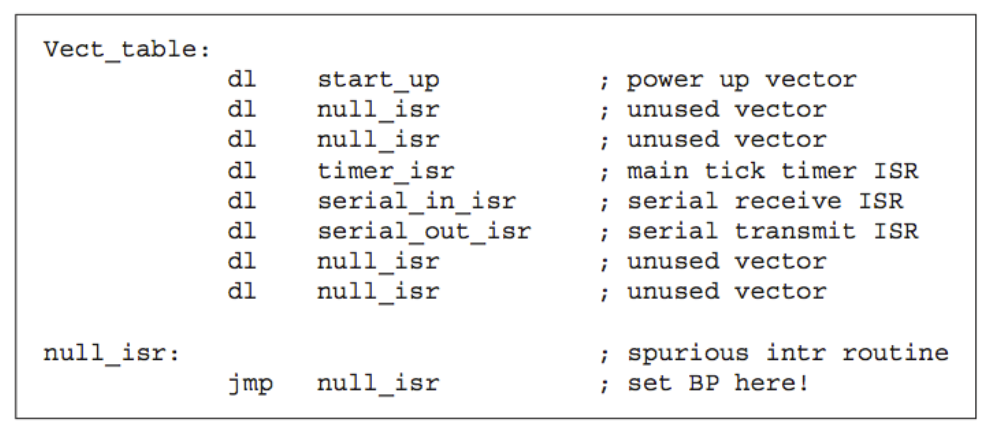 Vect_table:
dl start_up ; power up vector
dl null_isr ; unused vector
dl null_isr ; unused vector
dl timer_isr ; main tick timer ISR
dl serial_in_isr ; serial receive ISR
dl serial_out_isr ; serial transmit ISR
dl null_isr ; unused vector
dl null_isr ; unused vector
null_isr: ; spurious intr routine
jmp null_isr ; set BP here!